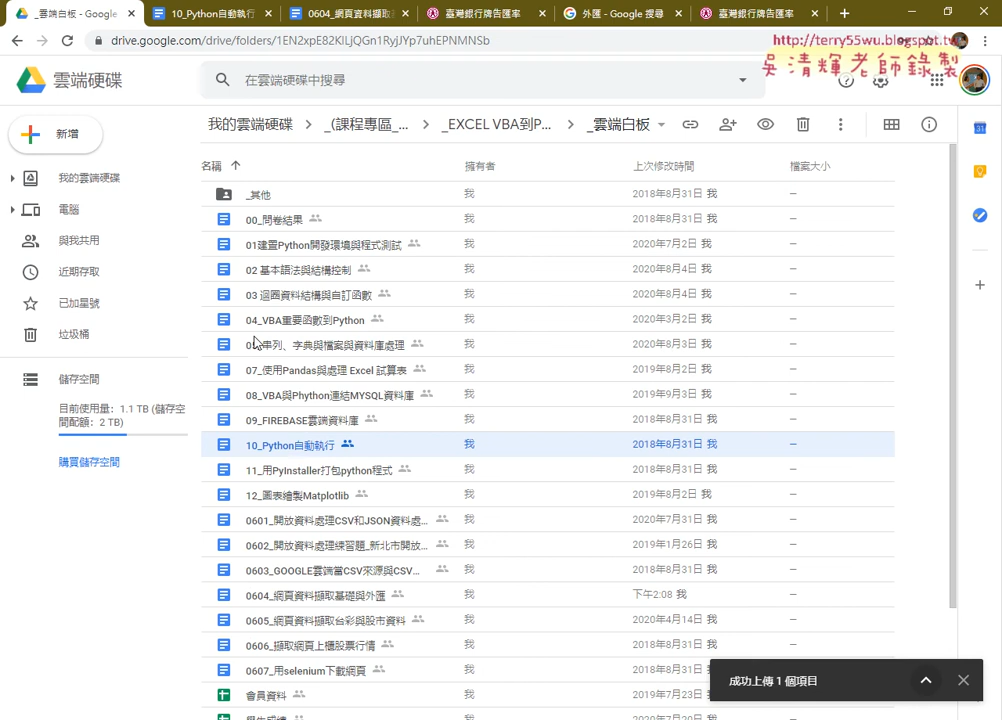 _雲端白板 - Google
10_Python自動執行
0604_網頁資料擷取
臺灣銀行牌告匯率
外匯 - Google 搜尋
臺灣銀行牌告匯率
drive.google.com/drive/folders/1EN2xpE82KlLjQGn1RyjJYp7uhEPNMNSb
http://terry55wu.blogspot.tw
吳清輝老師錄製
雲端硬碟
在雲端硬碟中搜尋
新增
我的雲端硬碟
_(課程專區_...
_EXCEL VBA到P...
_雲端白板
名稱
擁有者
上次修改時間
檔案大小
我的雲端硬碟
電腦
與我共用
近期存取
已加星號
垃圾桶
儲存空間
目前使用量：1.1 TB (儲存空
間配額：2 TB)
購買儲存空間
_其他 我 2018年8月31日 我 –
00_問卷結果 我 2018年8月31日 我 –
01建置Python開發環境與程式測試 我 2020年7月2日 我 –
02 基本語法與結構控制 我 2020年8月4日 我 –
03 迴圈資料結構與自訂函數 我 2020年8月4日 我 –
04_VBA重要函數到Python 我 2020年3月2日 我 –
串列、字典與檔案與資料庫處理 我 2020年8月3日 我 –
07_使用Pandas與處理 Excel 試算表 我 2019年8月2日 我 –
08_VBA與Phython連結MYSQL資料庫 我 2019年9月3日 我 –
09_FIREBASE雲端資料庫 我 2018年8月31日 我 –
10_Python自動執行 我 2018年8月31日 我 –
11_用PyInstaller打包python程式 我 2018年8月31日 我 –
12_圖表繪製Matplotlib 我 2019年8月2日 我 –
0601_開放資料處理CSV和JSON資料處... 我 2020年7月31日 我 –
0602_開放資料處理練習題_新北市開放... 我 2019年1月26日 我 –
0603_GOOGLE雲端當CSV來源與CSV... 我 2018年8月31日 我 –
0604_網頁資料擷取基礎與外匯 我 下午2:08 我 –
0605_網頁資料擷取台彩與股市資料 我 2020年4月14日 我 –
0606_擷取網頁上櫃股票行情 我 2018年8月31日 我 –
0607_用selenium下載網頁 我 2018年8月31日
會員資料 我 2019年7月23日
成功上傳 1 個項目